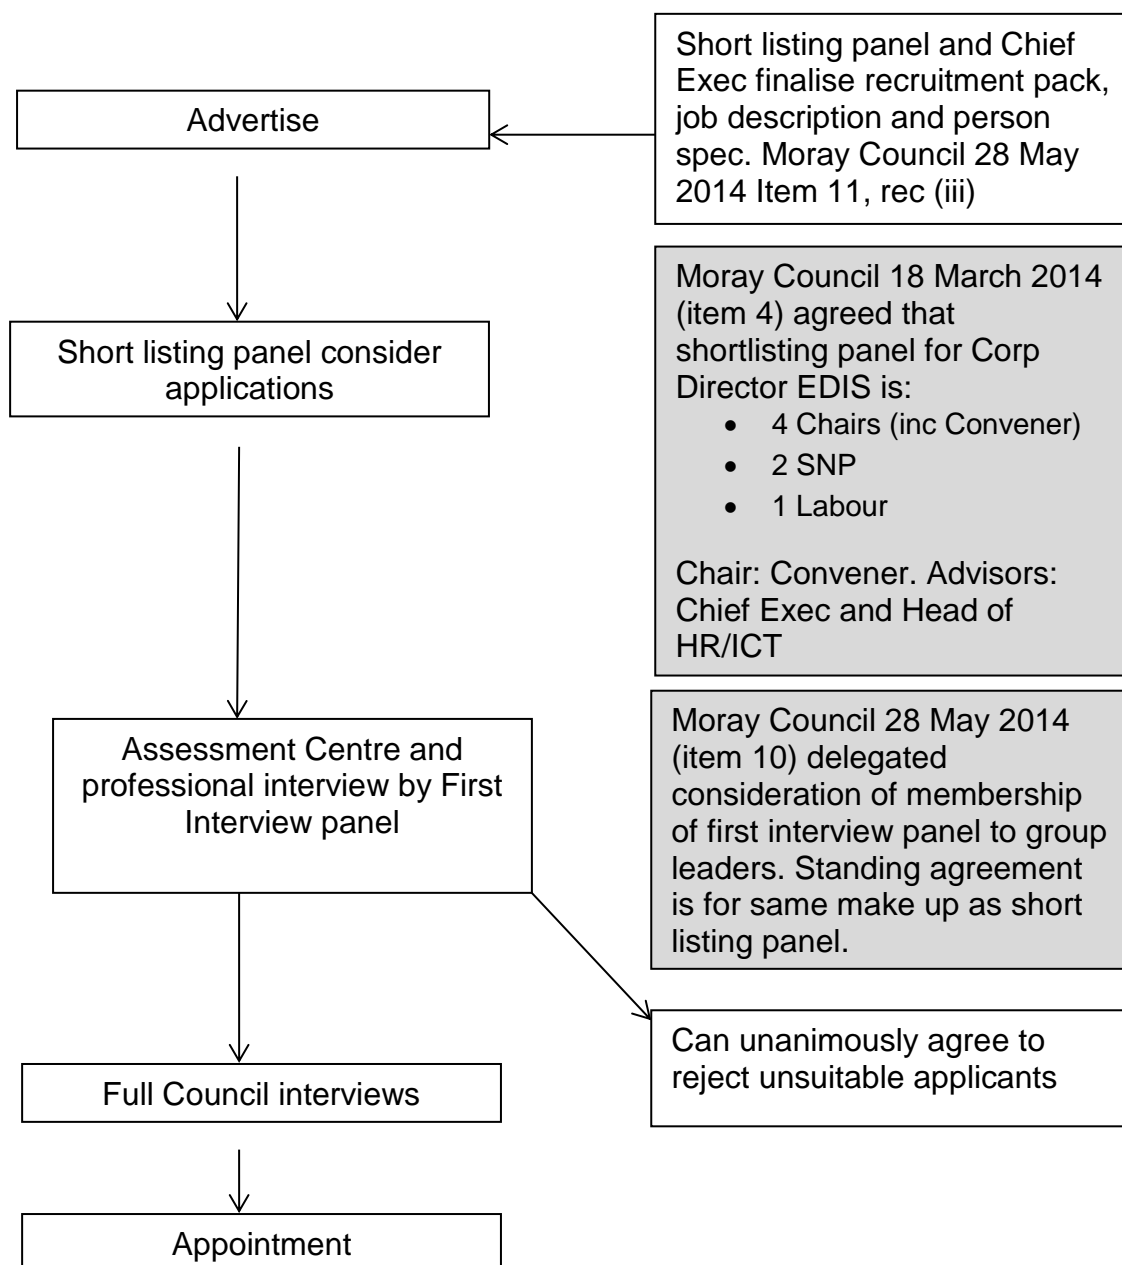 Short listing panel and Chief
Exec finalise recruitment pack,
job description and person
spec. Moray Council 28 May
2014 Item 11, rec (iii)
Advertise
Moray Council 18 March 2014
(item 4) agreed that
shortlisting panel for Corp
Director EDIS is:
• 4 Chairs (inc Convener)
• 2 SNP
• 1 Labour
Chair: Convener. Advisors:
Chief Exec and Head of
HR/ICT
Short listing panel consider
applications
Moray Council 28 May 2014
(item 10) delegated
consideration of membership
of first interview panel to group
leaders. Standing agreement
is for same make up as short
listing panel.
Assessment Centre and
professional interview by First
Interview panel
Can unanimously agree to
reject unsuitable applicants
Full Council interviews
Appointment